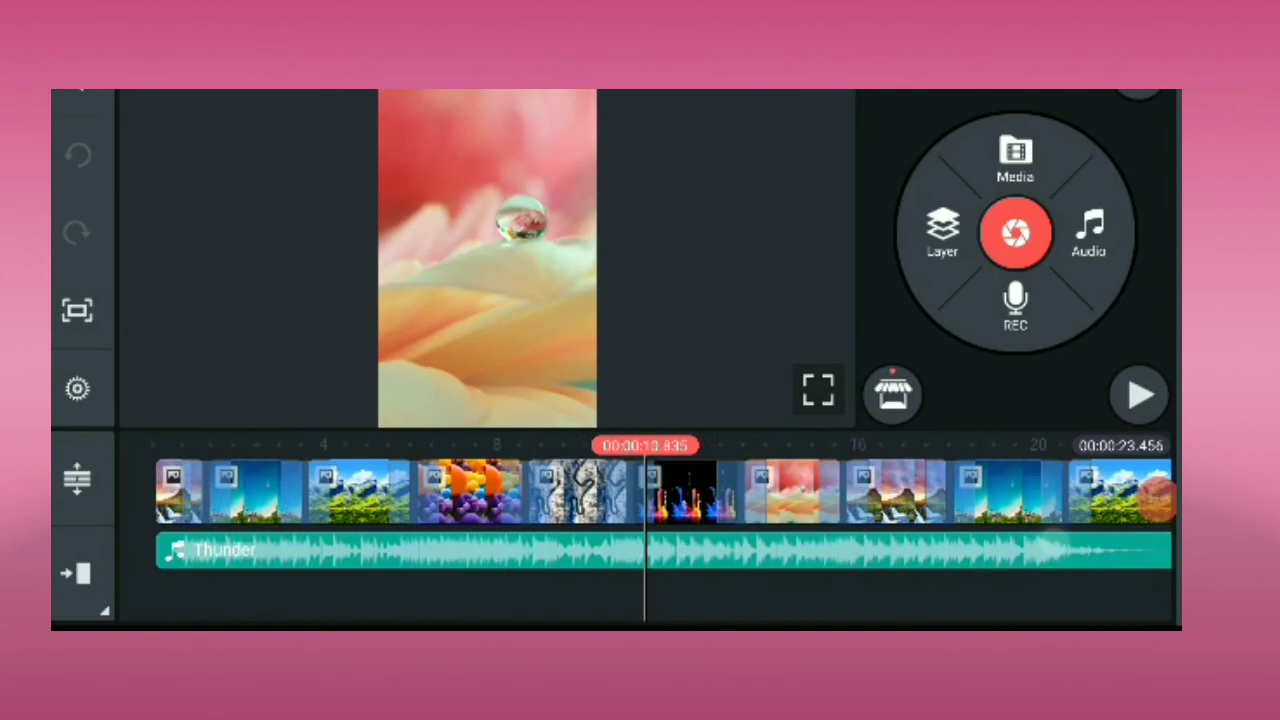 Media
Layer
Audio
REC
4
8
00:00:10.835
16
20
00:00:23.456
Thunder